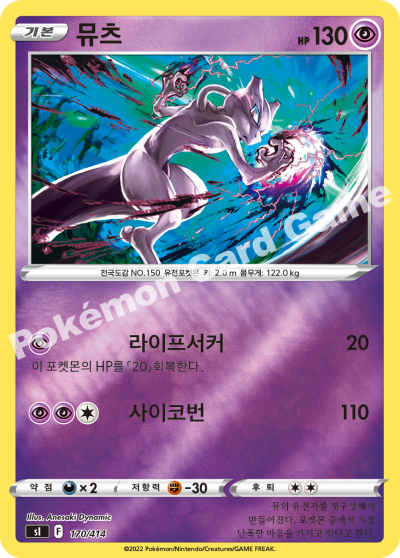 기본 뮤츠 HP 130
전국도감 NO.150 유전포켓몬 키: 2.0 m 몸무게: 122.0 kg
Pokémon Card Game
라이프서커 20
이 포켓몬의 HP를 「20」 회복한다.
사이코번 110
약점 ×2 저항력 -30 후퇴
Illus. Anesaki Dynamic
sI F 170/414
뮤의 유전자를 재구성해서
만들어졌다. 포켓몬 중에서 가장
난폭한 마음을 가지고 있다고 한다.
©2022 Pokémon/Nintendo/Creatures/GAME FREAK.